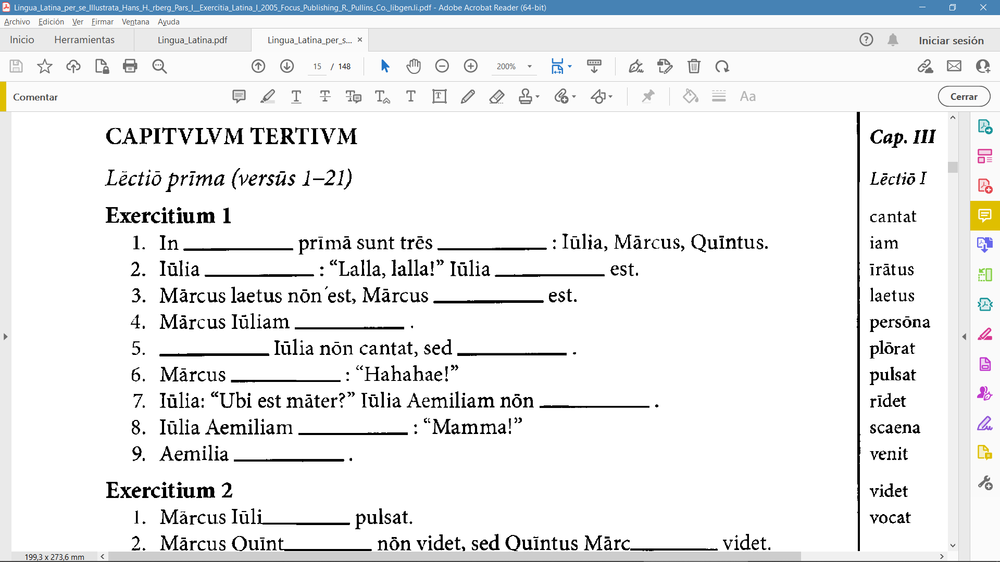 Lingua_Latina_per_se_Illustrata_Hans_H._rberg_Pars_I__Exercitia_Latina_I_2005_Focus_Publishing_R._Pullins_Co._libgen.li.pdf - Adobe Acrobat Reader (64-bit)
Archivo Edición Ver Firmar Ventana Ayuda
Inicio Herramientas Lingua_Latina.pdf Lingua_Latina_per_s... × Iniciar sesión
15 / 148 200%
Comentar Aa Cerrar
CAPITVLVM TERTIVM
Lēctiō prīma (versūs 1–21)
Exercitium 1
1. In __________ prīmā sunt trēs __________ : Iūlia, Mārcus, Quīntus.
2. Iūlia __________ : “Lalla, lalla!” Iūlia __________ est.
3. Mārcus laetus nōn est, Mārcus __________ est.
4. Mārcus Iūliam __________ .
5. __________ Iūlia nōn cantat, sed __________ .
6. Mārcus __________ : “Hahahae!”
7. Iūlia: “Ubi est māter?” Iūlia Aemiliam nōn __________ .
8. Iūlia Aemiliam __________ : “Mamma!”
9. Aemilia __________ .
Exercitium 2
1. Mārcus Iūli________ pulsat.
2. Mārcus Quīnt________ nōn videt, sed Quīntus Mārc________ videt.
Cap. III
Lēctiō I
cantat
iam
īrātus
laetus
persōna
plōrat
pulsat
rīdet
scaena
venit
videt
vocat
199,3 x 273,6 mm